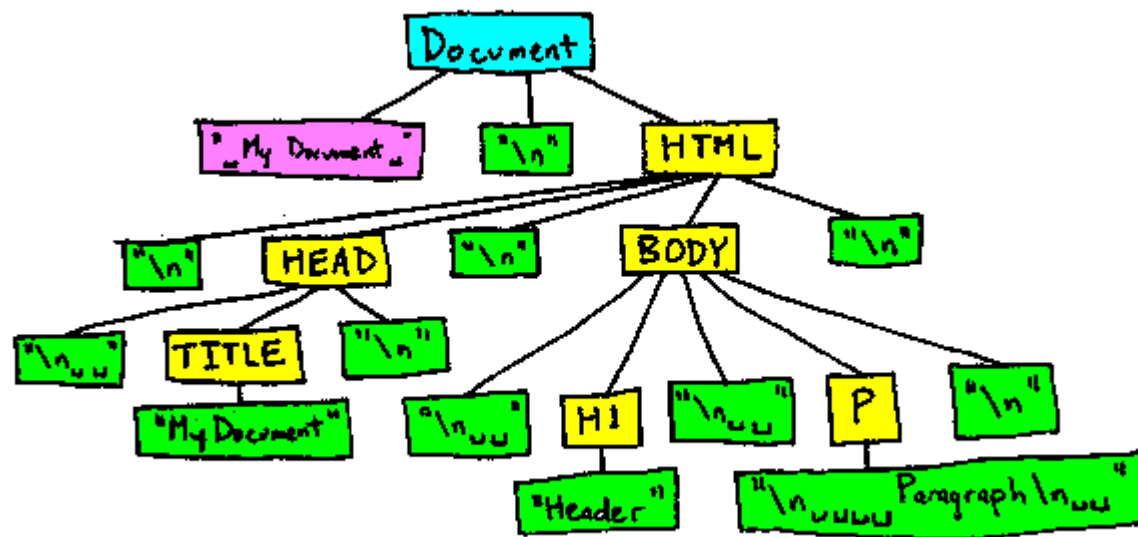 Document
"␣My Document␣"
"\n"
HTML
"\n"
HEAD
"\n"
BODY
"\n"
"\n␣␣"
TITLE
"\n"
"\n␣␣"
H1
"\n␣␣"
P
"\n"
"My Document"
"Header"
"\n␣␣␣␣Paragraph\n␣␣"